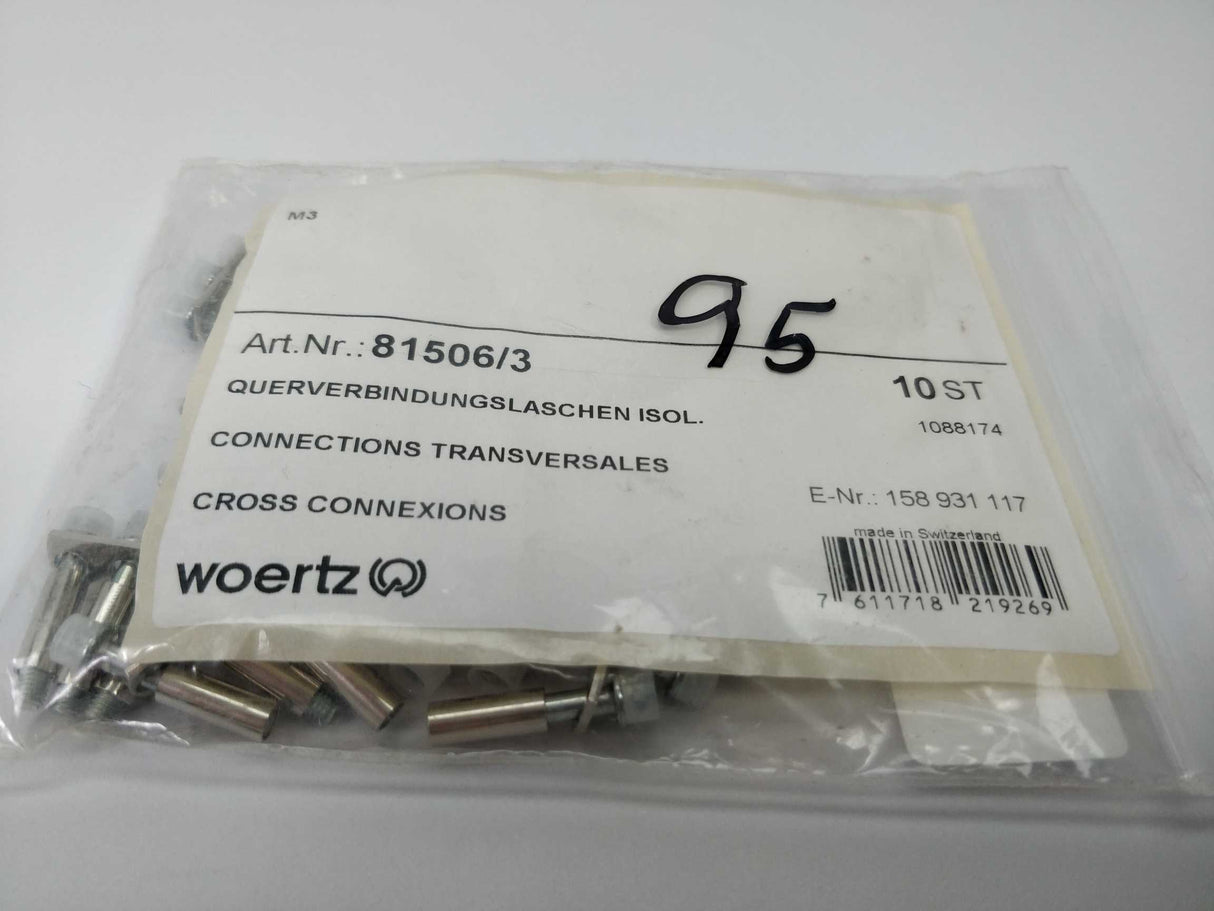 M3
95
Art.Nr.: 81506/3
10 ST
QUERVERBINDUNGSLASCHEN ISOL.
1088174
CONNECTIONS TRANSVERSALES
E-Nr.: 158 931 117
CROSS CONNEXIONS
made in Switzerland
woertz
7 611718 219269